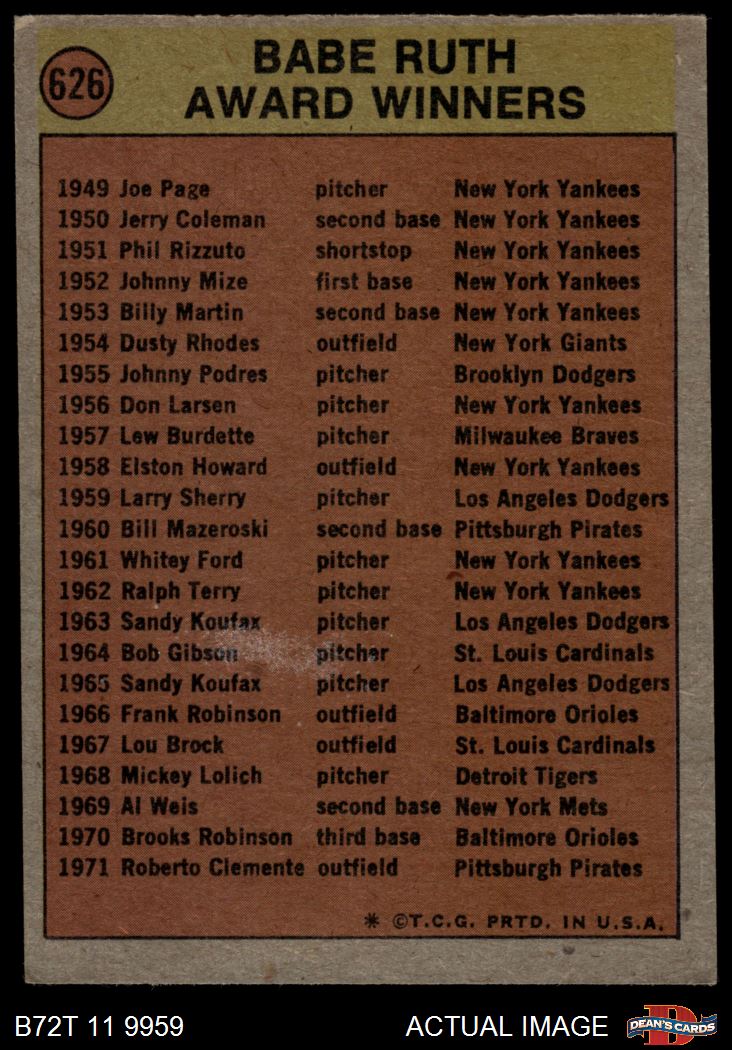 626
BABE RUTH
AWARD WINNERS
1949 Joe Page pitcher New York Yankees
1950 Jerry Coleman second base New York Yankees
1951 Phil Rizzuto shortstop New York Yankees
1952 Johnny Mize first base New York Yankees
1953 Billy Martin second base New York Yankees
1954 Dusty Rhodes outfield New York Giants
1955 Johnny Podres pitcher Brooklyn Dodgers
1956 Don Larsen pitcher New York Yankees
1957 Lew Burdette pitcher Milwaukee Braves
1958 Elston Howard outfield New York Yankees
1959 Larry Sherry pitcher Los Angeles Dodgers
1960 Bill Mazeroski second base Pittsburgh Pirates
1961 Whitey Ford pitcher New York Yankees
1962 Ralph Terry pitcher New York Yankees
1963 Sandy Koufax pitcher Los Angeles Dodgers
1964 Bob Gibson pitcher St. Louis Cardinals
1965 Sandy Koufax pitcher Los Angeles Dodgers
1966 Frank Robinson outfield Baltimore Orioles
1967 Lou Brock outfield St. Louis Cardinals
1968 Mickey Lolich pitcher Detroit Tigers
1969 Al Weis second base New York Mets
1970 Brooks Robinson third base Baltimore Orioles
1971 Roberto Clemente outfield Pittsburgh Pirates
* ©T.C.G. PRTD. IN U.S.A.
B72T 11 9959 ACTUAL IMAGE D DEAN'S CARDS